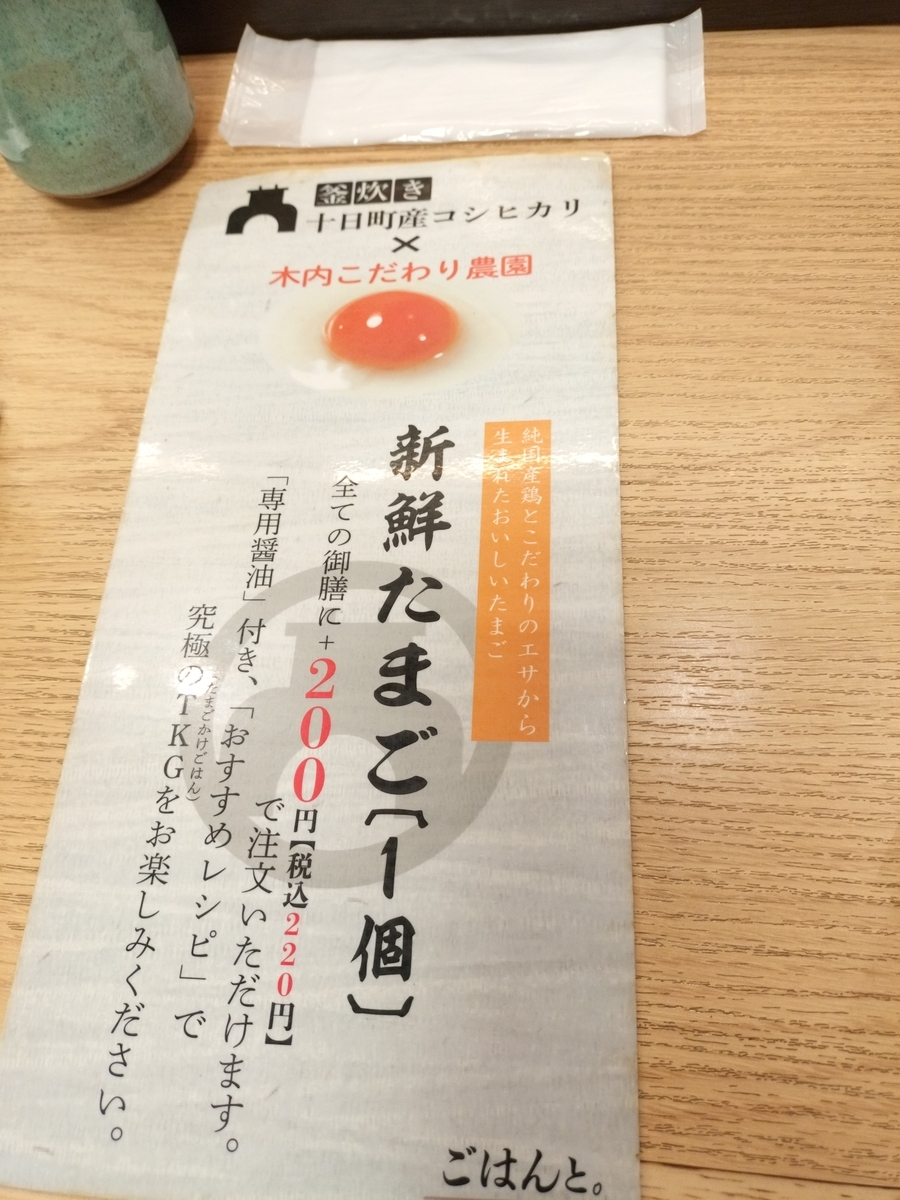 釜炊き
十日町産コシヒカリ
×
木内こだわり農園
純国産鶏とこだわりのエサから
生まれたおいしいたまご
新鮮たまご〔1個〕
全ての御膳に+200円【税込220円】
で注文いただけます。
「専用醤油」付き、「おすすめレシピ」で
究極のTKGをお楽しみください。
(たまごかけごはん)
ごはんと。